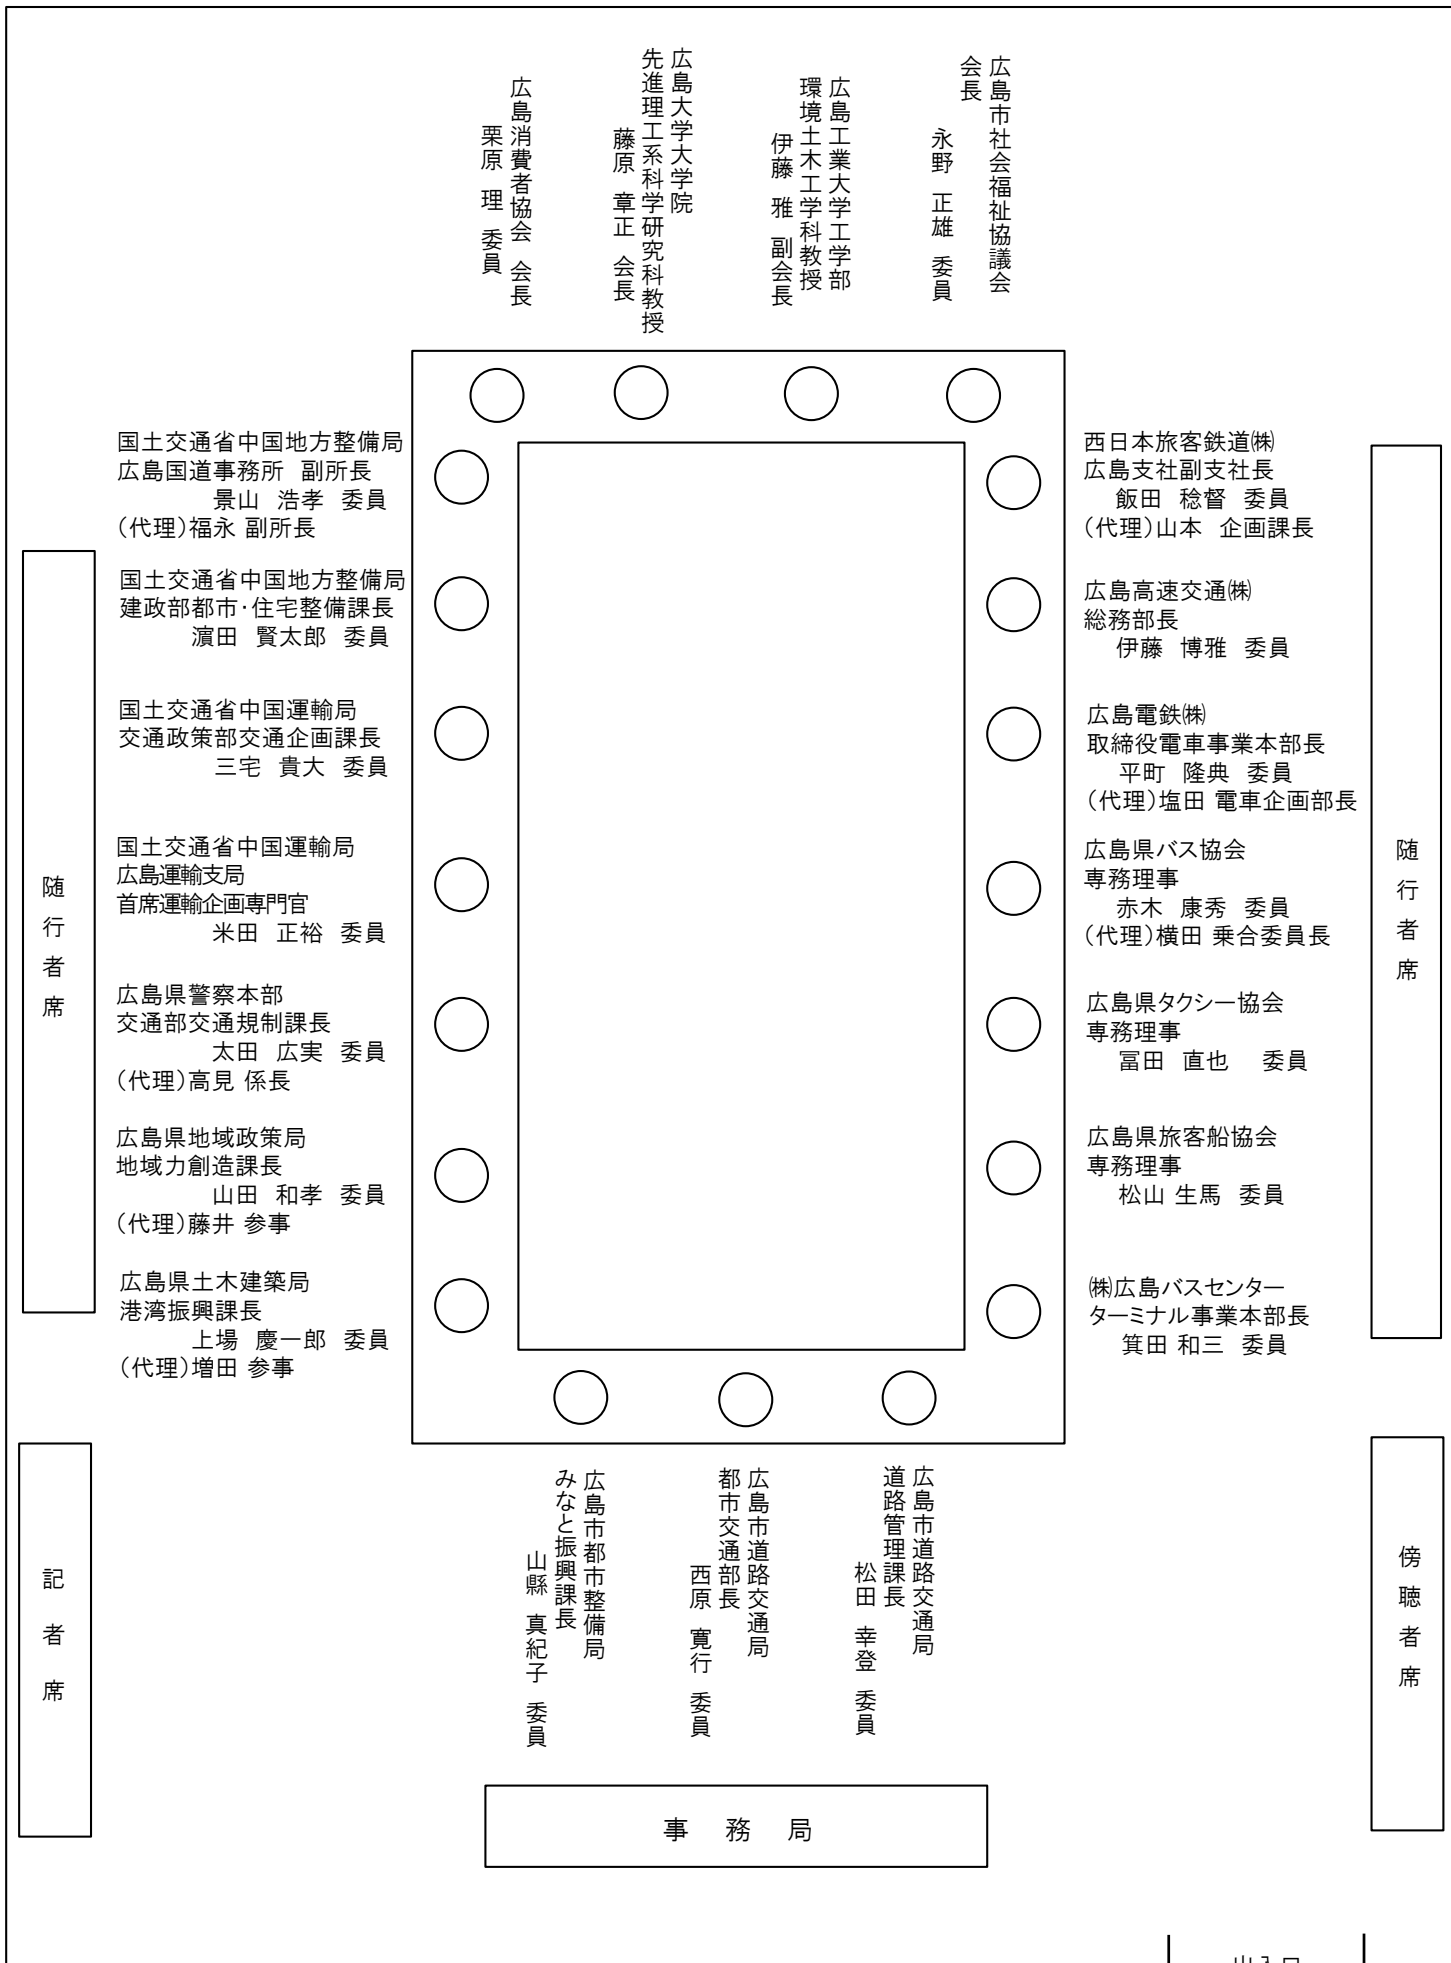 広島市社会福祉協議会
会長
永野 正雄 委員
広島工業大学工学部
環境土木工学科教授
伊藤 雅 副会長
広島大学大学院
先進理工系科学研究科教授
藤原 章正 会長
広島消費者協会 会長
栗原 理 委員
国土交通省中国地方整備局
広島国道事務所 副所長
景山 浩孝 委員
(代理)福永 副所長
国土交通省中国地方整備局
建政部都市・住宅整備課長
濵田 賢太郎 委員
国土交通省中国運輸局
交通政策部交通企画課長
三宅 貴大 委員
国土交通省中国運輸局
広島運輸支局
首席運輸企画専門官
米田 正裕 委員
広島県警察本部
交通部交通規制課長
太田 広実 委員
(代理)高見 係長
広島県地域政策局
地域力創造課長
山田 和孝 委員
(代理)藤井 参事
広島県土木建築局
港湾振興課長
上場 慶一郎 委員
(代理)増田 参事
西日本旅客鉄道㈱
広島支社副支社長
飯田 稔督 委員
(代理)山本 企画課長
広島高速交通㈱
総務部長
伊藤 博雅 委員
広島電鉄㈱
取締役電車事業本部長
平町 隆典 委員
(代理)塩田 電車企画部長
広島県バス協会
専務理事
赤木 康秀 委員
(代理)横田 乗合委員長
広島県タクシー協会
専務理事
冨田 直也 委員
広島県旅客船協会
専務理事
松山 生馬 委員
㈱広島バスセンター
ターミナル事業本部長
箕田 和三 委員
随行者席
随行者席
記者席
傍聴者席
広島市道路交通局
道路管理課長
松田 幸登 委員
広島市道路交通局
都市交通部長
西原 寛行 委員
広島市都市整備局
みなと振興課長
山縣 真紀子 委員
事 務 局
出入口